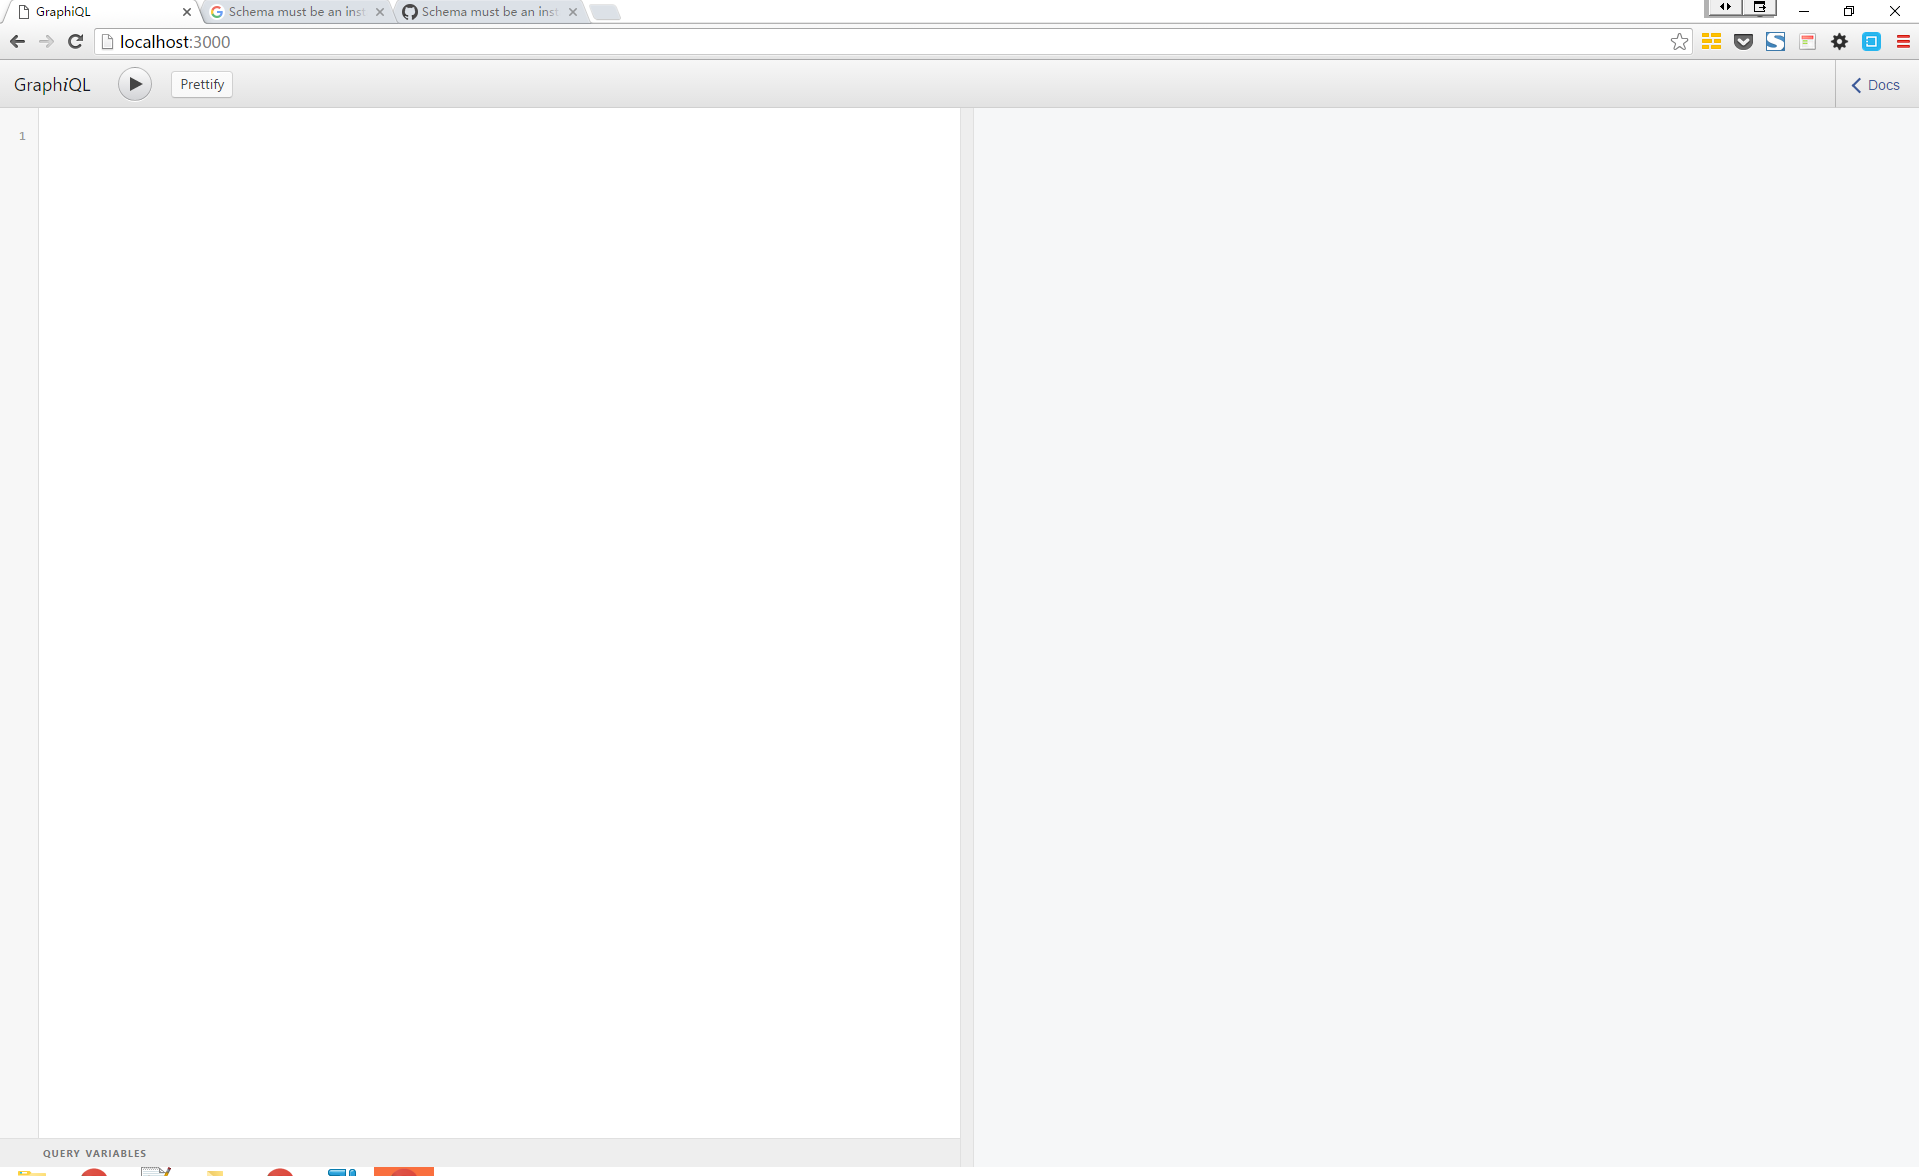 GraphiQL
Schema must be an inst
Schema must be an inst
localhost:3000
GraphiQL
Prettify
Docs
1
QUERY VARIABLES